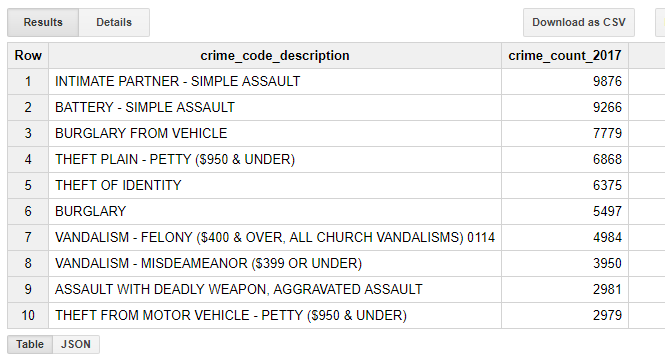 Results Details Download as CSV
Row crime_code_description crime_count_2017
1 INTIMATE PARTNER - SIMPLE ASSAULT 9876
2 BATTERY - SIMPLE ASSAULT 9266
3 BURGLARY FROM VEHICLE 7779
4 THEFT PLAIN - PETTY ($950 & UNDER) 6868
5 THEFT OF IDENTITY 6375
6 BURGLARY 5497
7 VANDALISM - FELONY ($400 & OVER, ALL CHURCH VANDALISMS) 0114 4984
8 VANDALISM - MISDEAMEANOR ($399 OR UNDER) 3950
9 ASSAULT WITH DEADLY WEAPON, AGGRAVATED ASSAULT 2981
10 THEFT FROM MOTOR VEHICLE - PETTY ($950 & UNDER) 2979
Table JSON